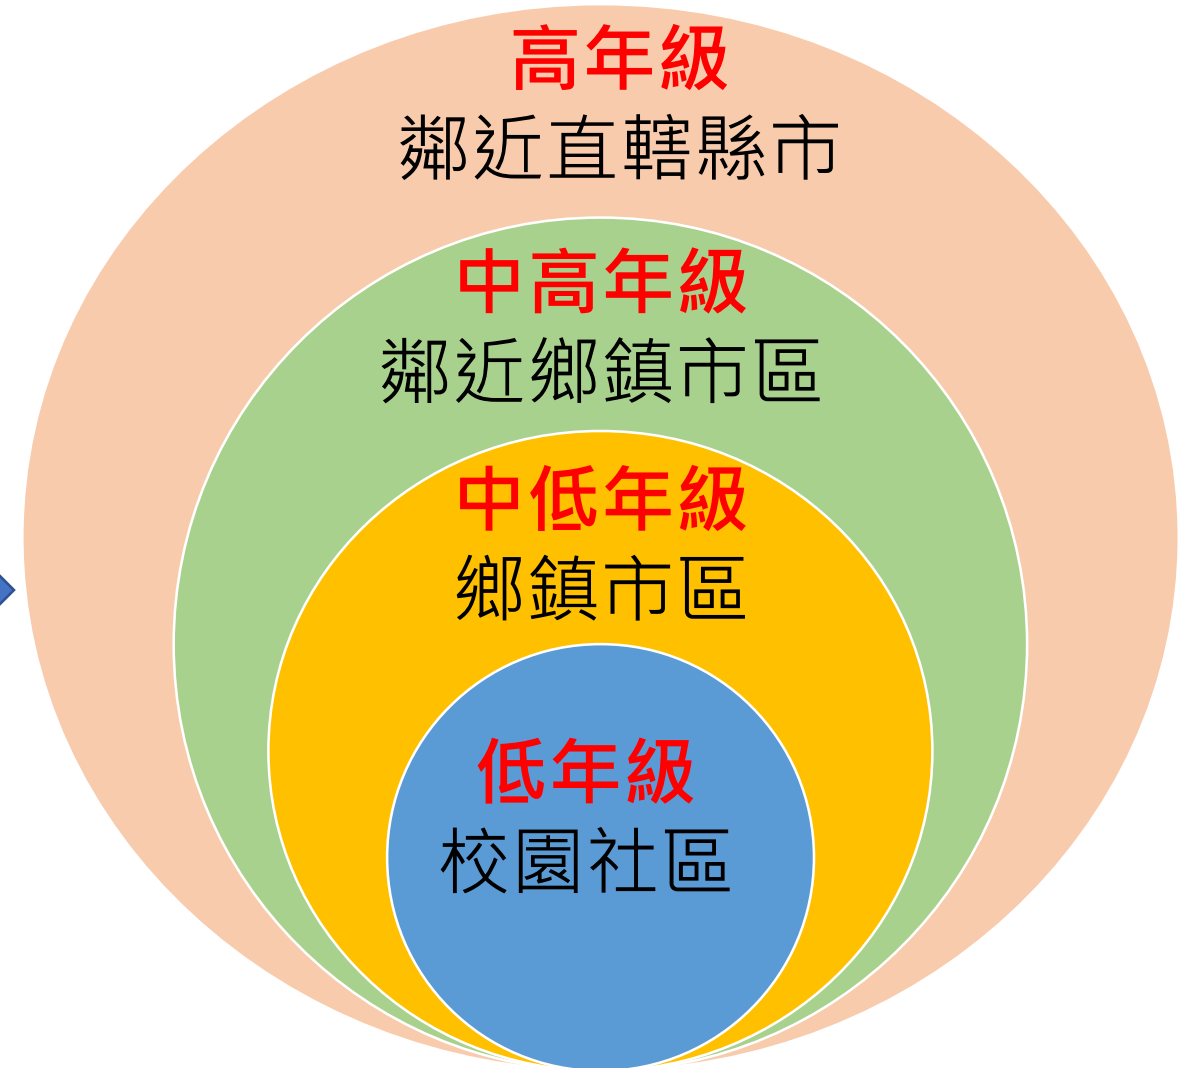 高年級
鄰近直轄縣市
中高年級
鄰近鄉鎮市區
中低年級
鄉鎮市區
低年級
校園社區